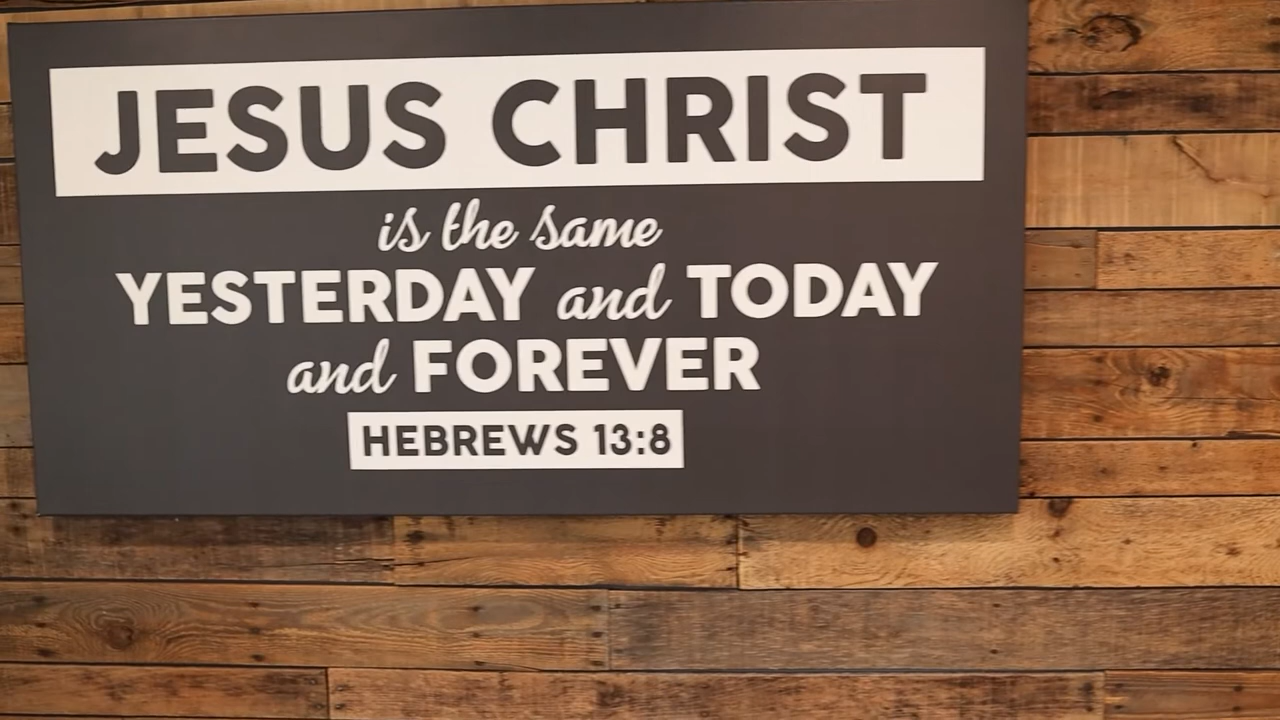 JESUS CHRIST
is the same
YESTERDAY and TODAY
and FOREVER
HEBREWS 13:8